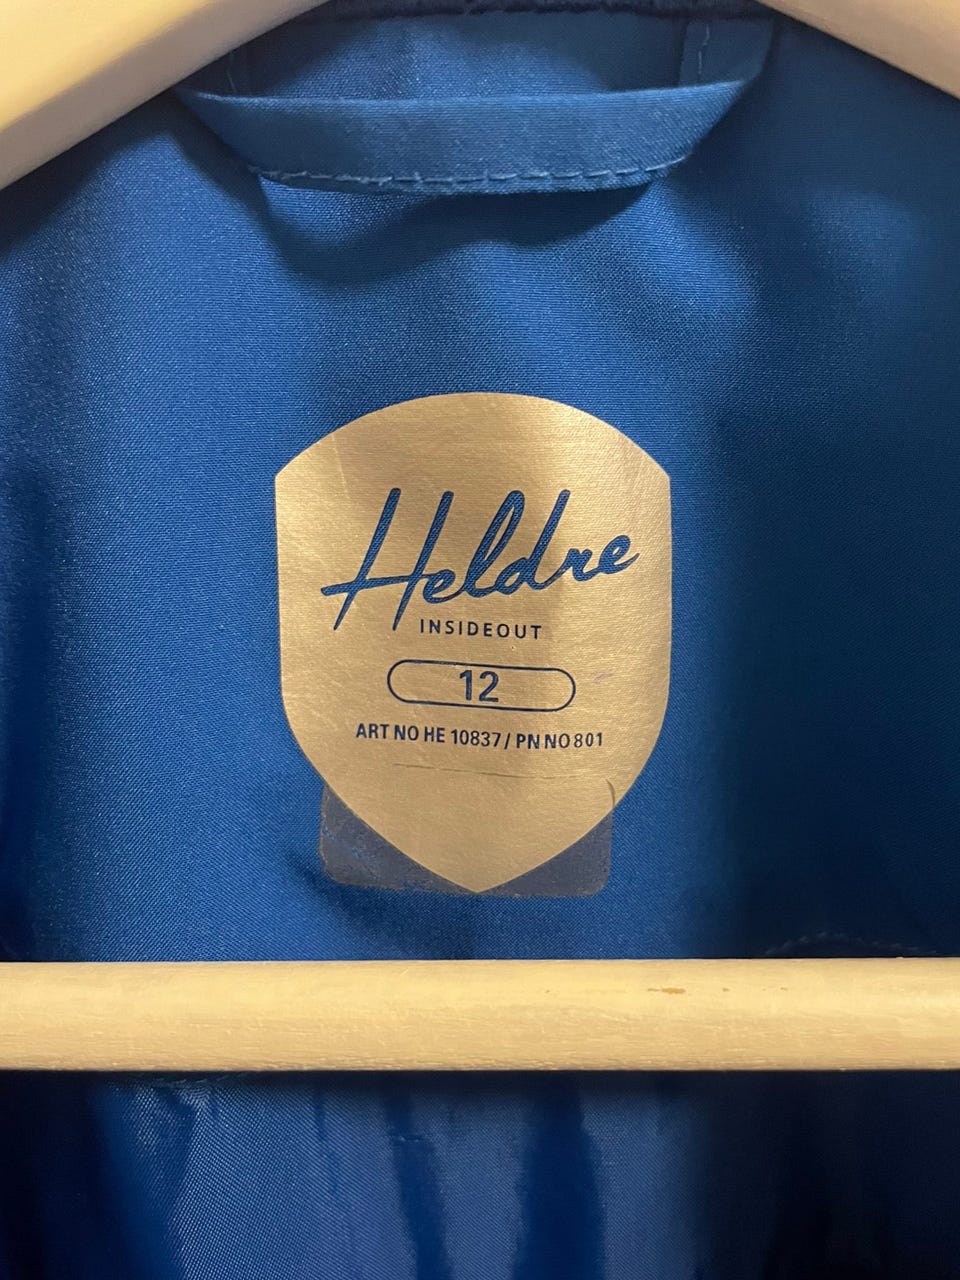 Heldre
INSIDEOUT
12
ART NO HE 10837 / PN NO 801